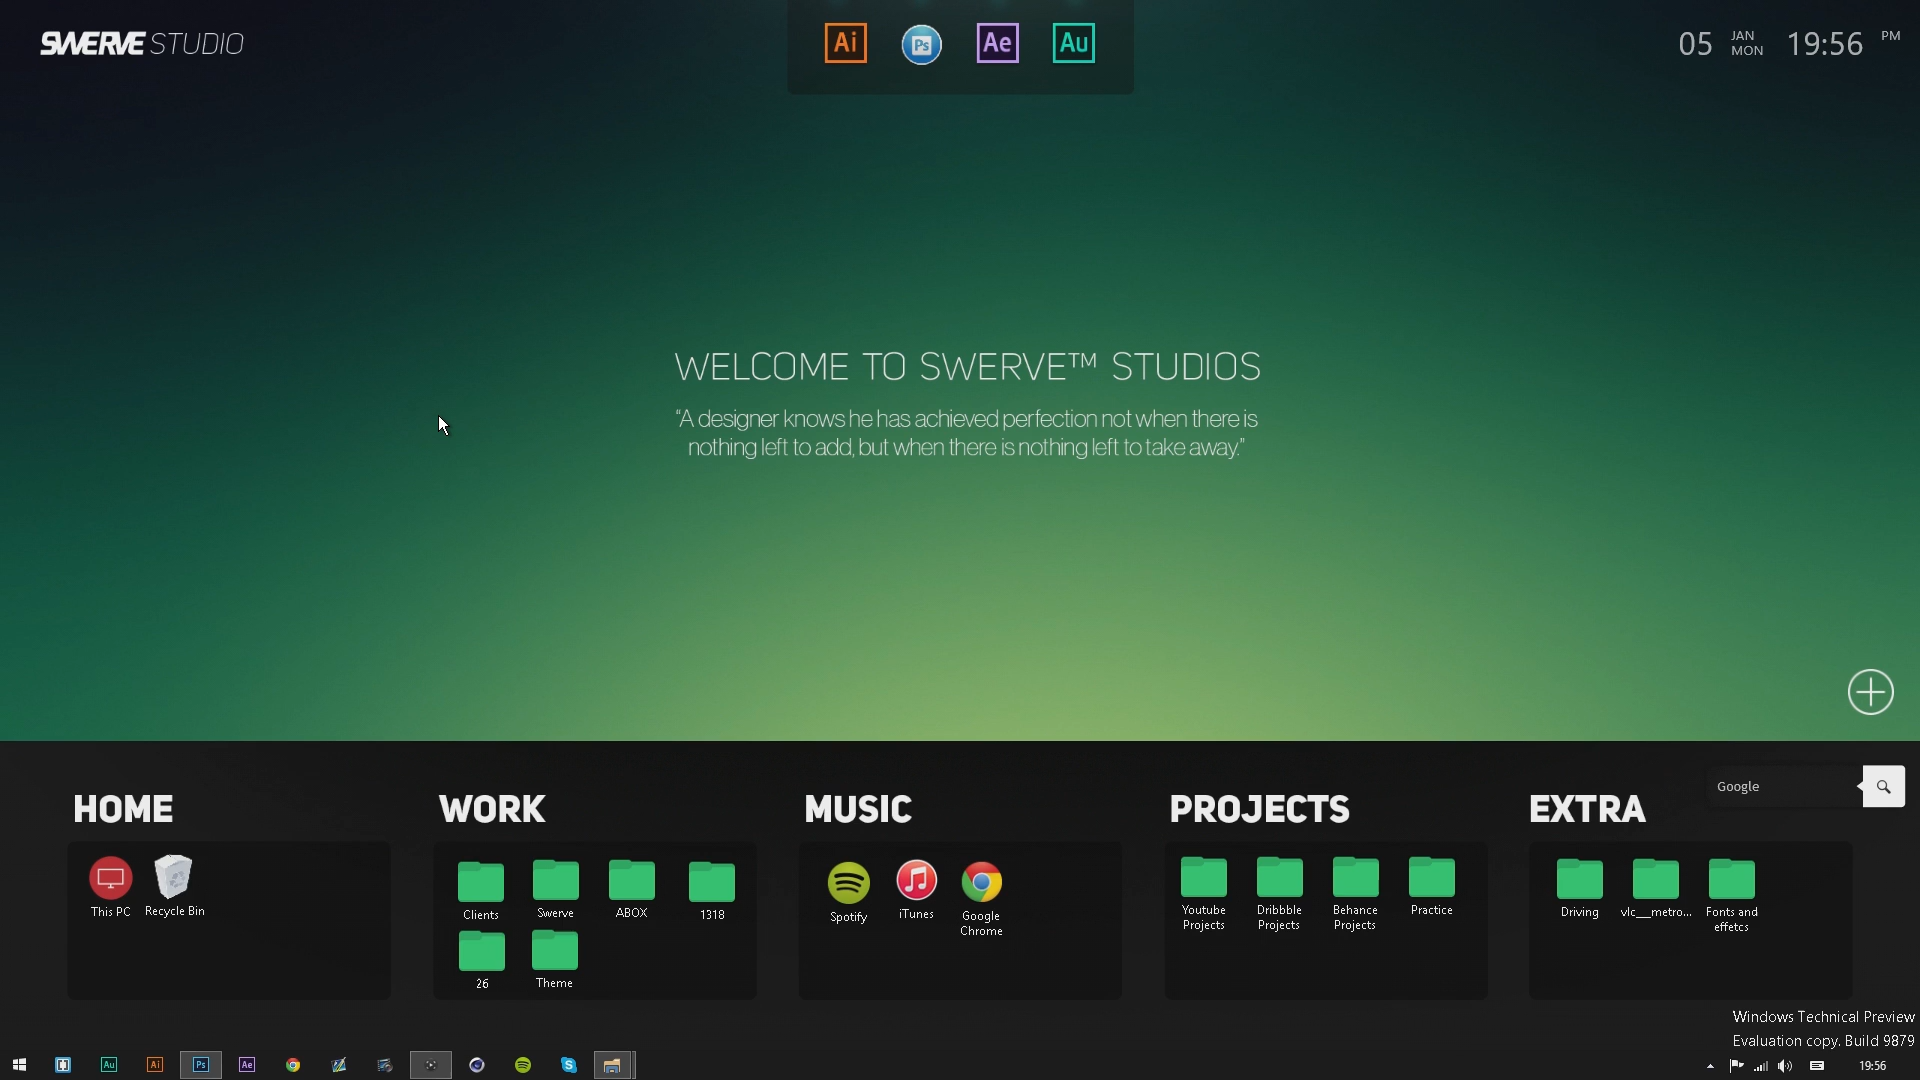 SWERVE STUDIO
Ai
Ps
Ae
Au
05
JAN
MON
19:56
PM
WELCOME TO SWERVE™ STUDIOS
“A designer knows he has achieved perfection not when there is
nothing left to add, but when there is nothing left to take away.”
Google
HOME
WORK
MUSIC
PROJECTS
EXTRA
This PC
Recycle Bin
Clients
Swerve
ABOX
1318
26
Theme
Spotify
iTunes
Google
Chrome
Youtube
Projects
Dribbble
Projects
Behance
Projects
Practice
Driving
vlc__metro...
Fonts and
effetcs
Windows Technical Preview
Evaluation copy. Build 9879
Au
Ai
Ps
Ae
19:56